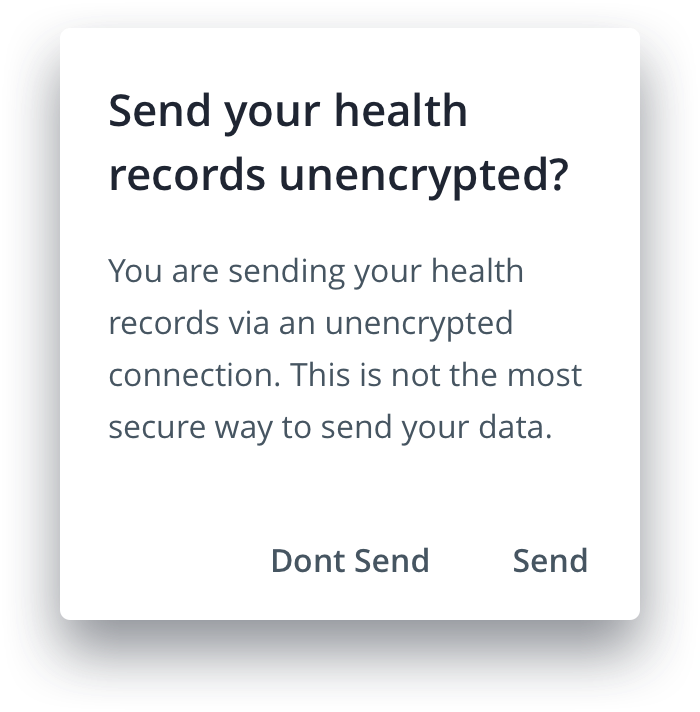 Send your health
records unencrypted?
You are sending your health
records via an unencrypted
connection. This is not the most
secure way to send your data.
Dont Send Send